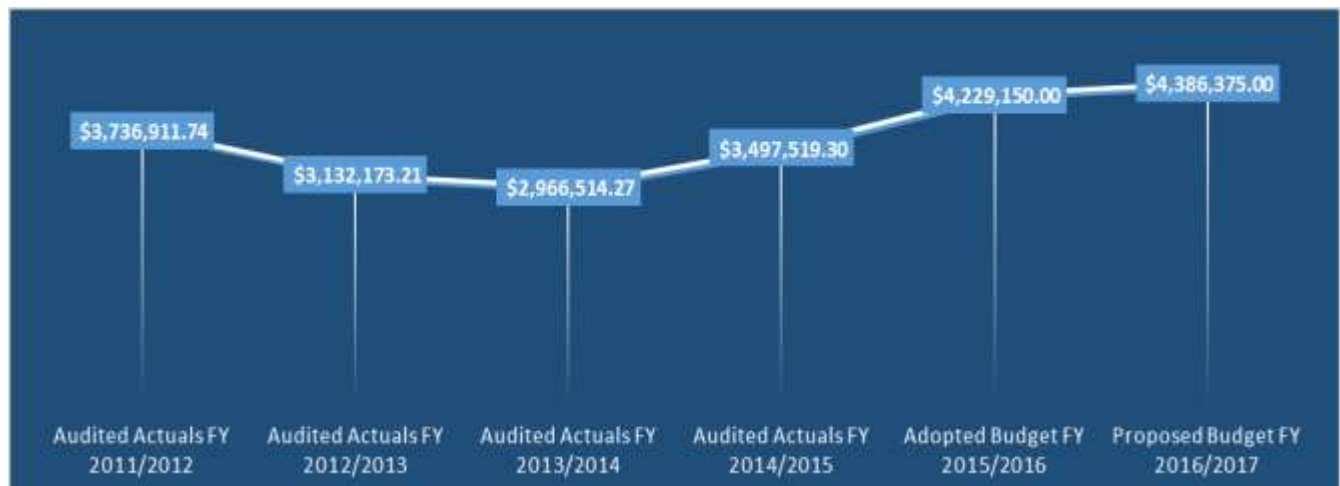 $3,736,911.74
$3,132,173.21
$2,966,514.27
$3,497,519.30
$4,229,150.00
$4,386,375.00
Audited Actuals FY
2011/2012
Audited Actuals FY
2012/2013
Audited Actuals FY
2013/2014
Audited Actuals FY
2014/2015
Adopted Budget FY
2015/2016
Proposed Budget FY
2016/2017